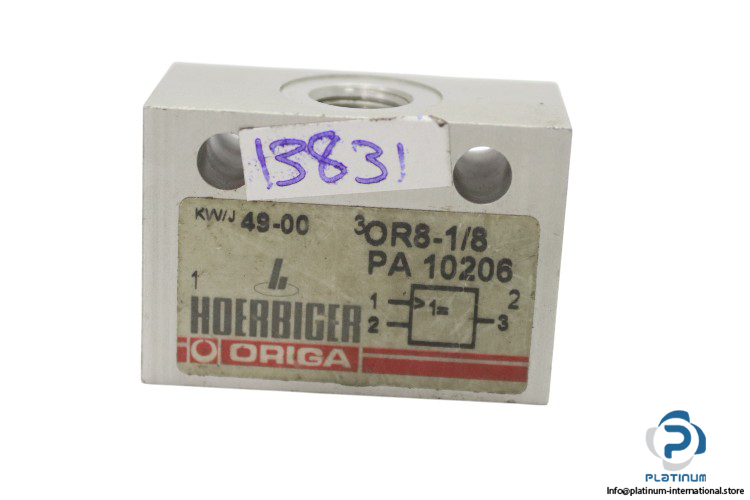 13831
KW/J 49-00
3
OR8-1/8
PA 10206
1
2
HOERBIGER
ORIGA
1
2
>1=
3
P
PLATINUM
Info@platinum-international.store